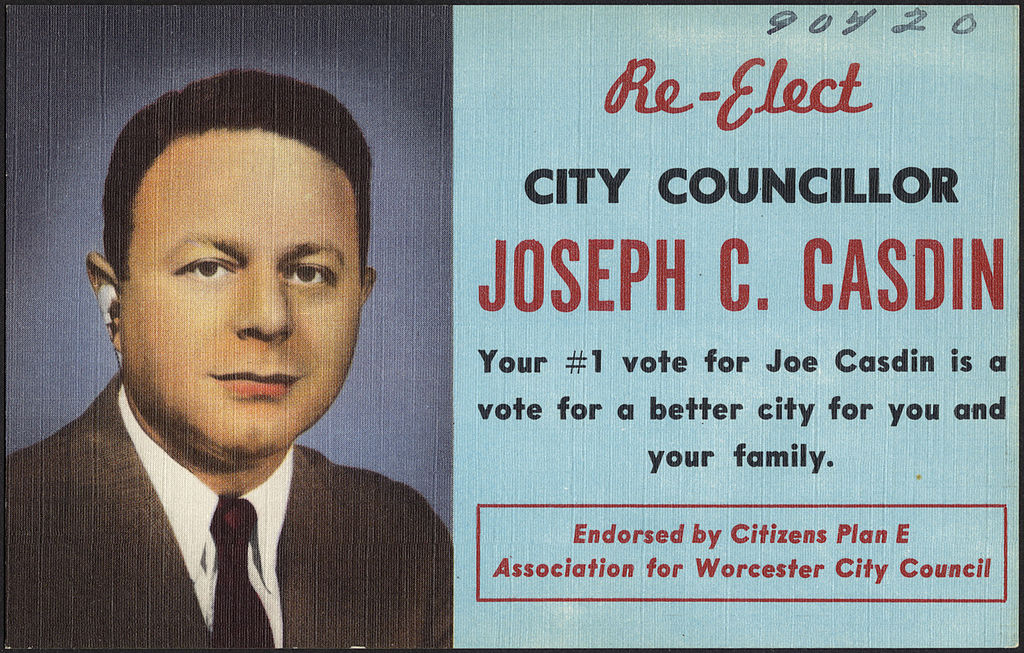 90420
Re-Elect
CITY COUNCILLOR
JOSEPH C. CASDIN
Your #1 vote for Joe Casdin is a
vote for a better city for you and
your family.
Endorsed by Citizens Plan E
Association for Worcester City Council